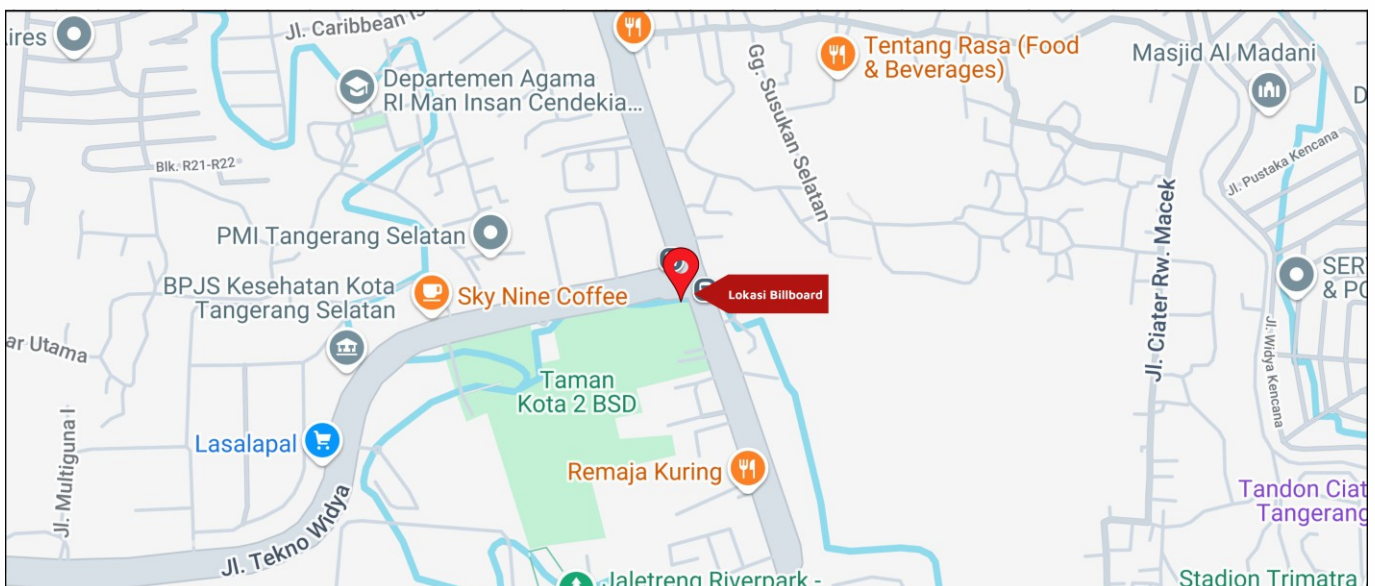 ires
Jl. Caribbean Is
Departemen Agama
RI Man Insan Cendekia...
Gg. Susukan Selatan
Tentang Rasa (Food
& Beverages)
Masjid Al Madani
D
Blk. R21-R22
Jl. Pustaka Kencana
PMI Tangerang Selatan
BPJS Kesehatan Kota
Tangerang Selatan
Sky Nine Coffee
Lokasi Billboard
Jl. Ciater Rw. Macek
SER
& PO
ar Utama
Jl. Widya Kencana
Taman
Kota 2 BSD
Jl. Multiguna I
Lasalapal
Remaja Kuring
Tandon Ciat
Tangerang
Jl. Tekno Widya
Jaletreng Riverpark -
Stadion Trimatra